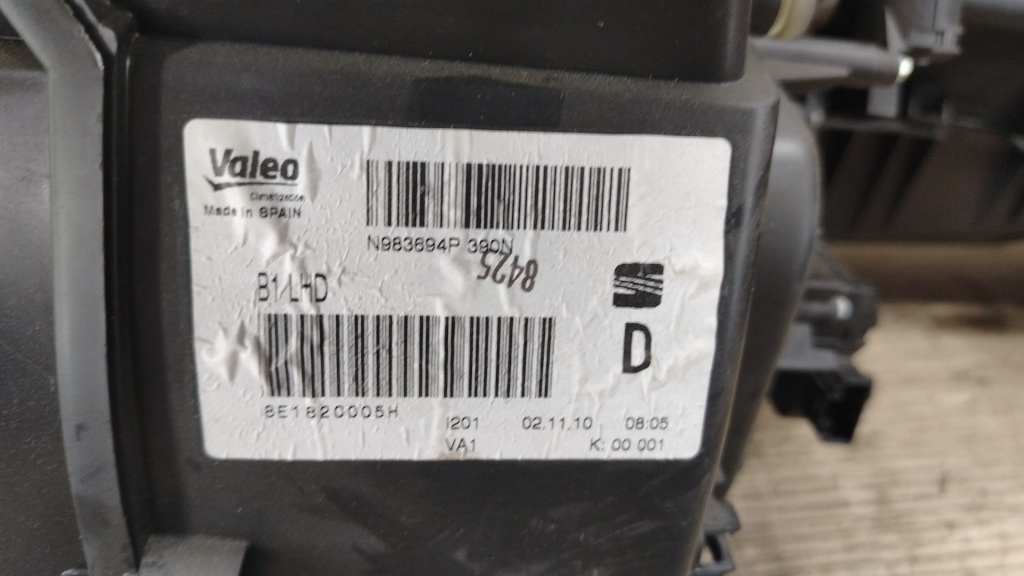 Valeo
Climatización
Made in SPAIN
N983694P 390N
8425
B1 LHD
D
8E1820005H
I201 02.11.10 08:05
VA1 K: 00 001